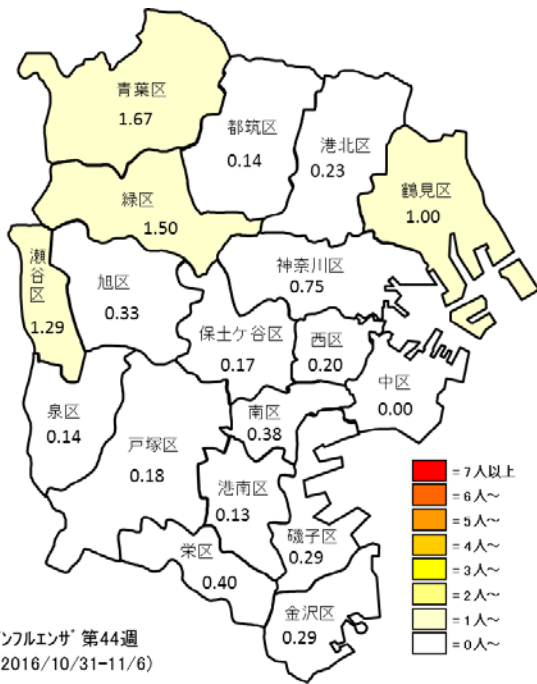 青葉区
1.67
都筑区
0.14
港北区
0.23
鶴見区
1.00
緑区
1.50
瀬谷区
1.29
旭区
0.33
神奈川区
0.75
保土ケ谷区
0.17
西区
0.20
中区
0.00
泉区
0.14
戸塚区
0.18
南区
0.38
港南区
0.13
磯子区
0.29
栄区
0.40
金沢区
0.29
=7人以上
=6人~
=5人~
=4人~
=3人~
=2人~
=1人~
=0人~
ンフルエンザ 第44週
2016/10/31-11/6)